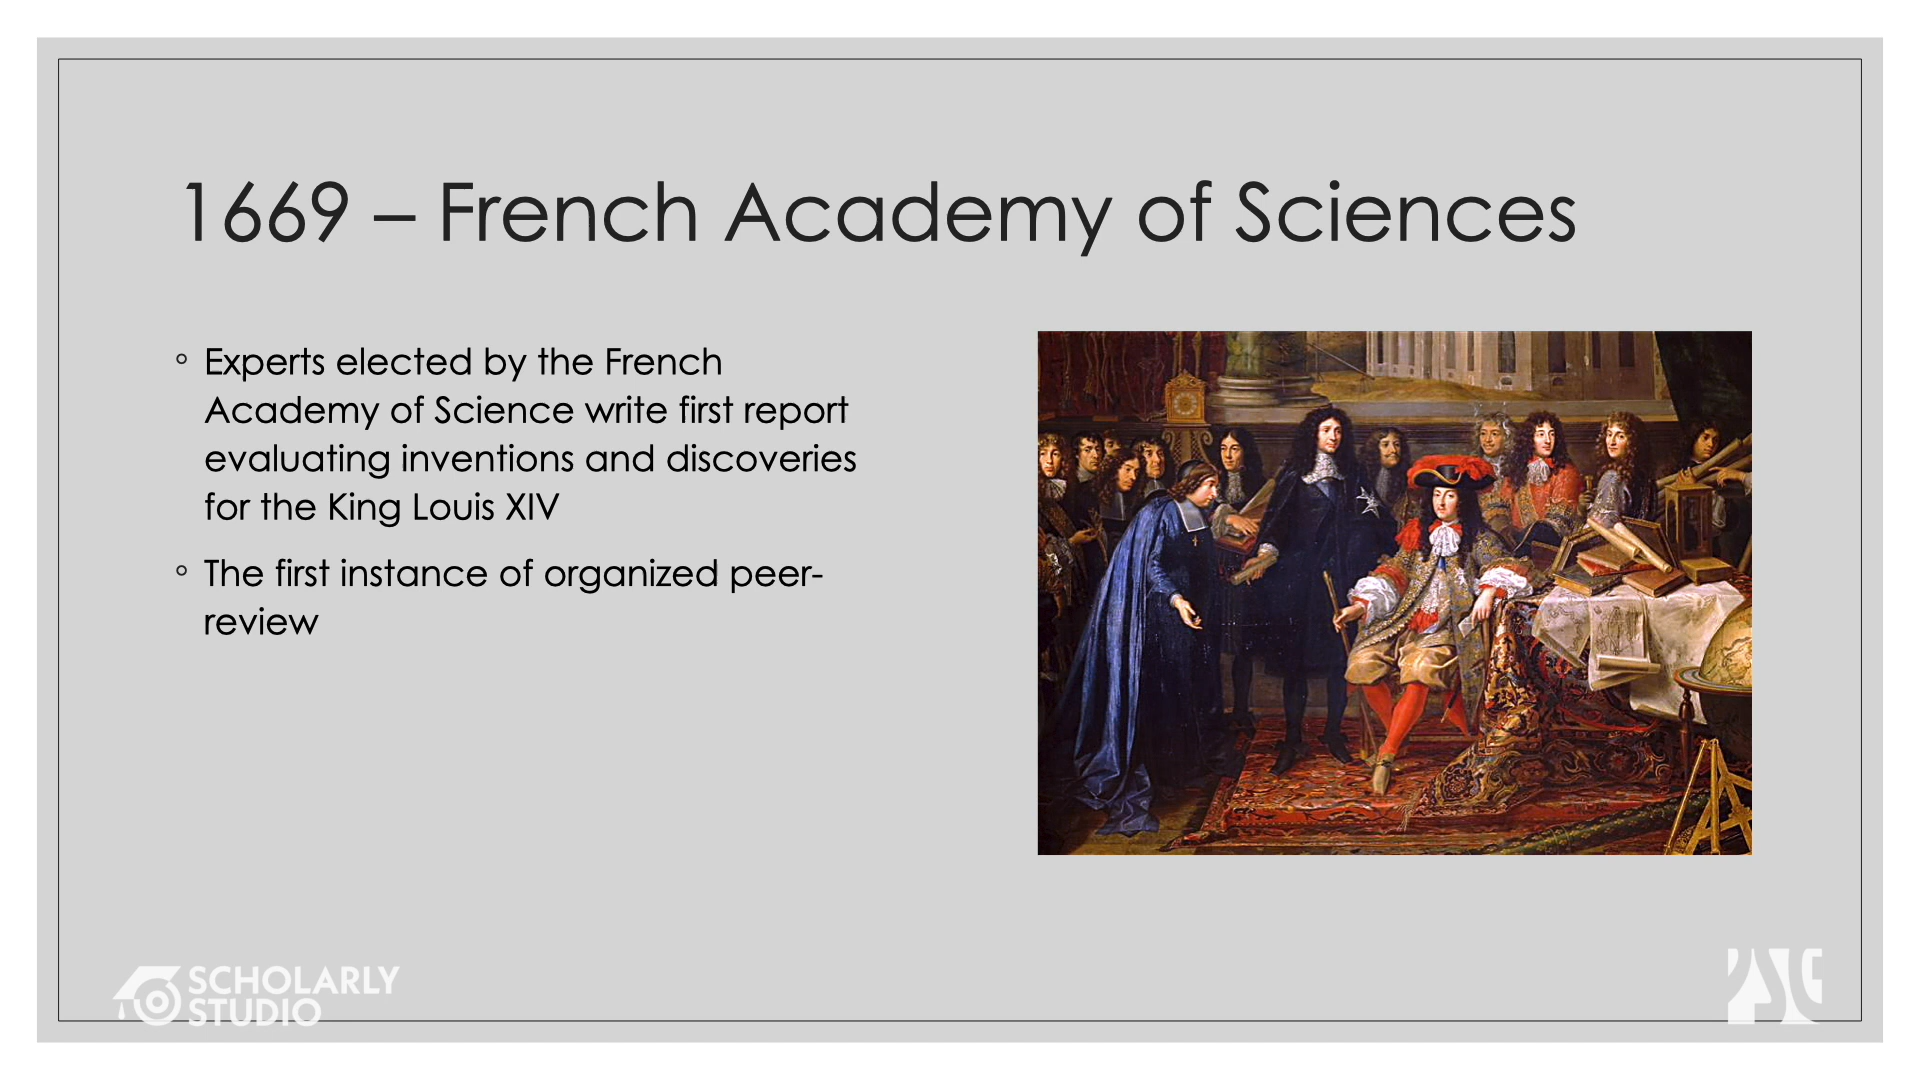 1669 – French Academy of Sciences
◦ Experts elected by the French
Academy of Science write first report
evaluating inventions and discoveries
for the King Louis XIV
◦ The first instance of organized peer-
review
SCHOLARLY
STUDIO